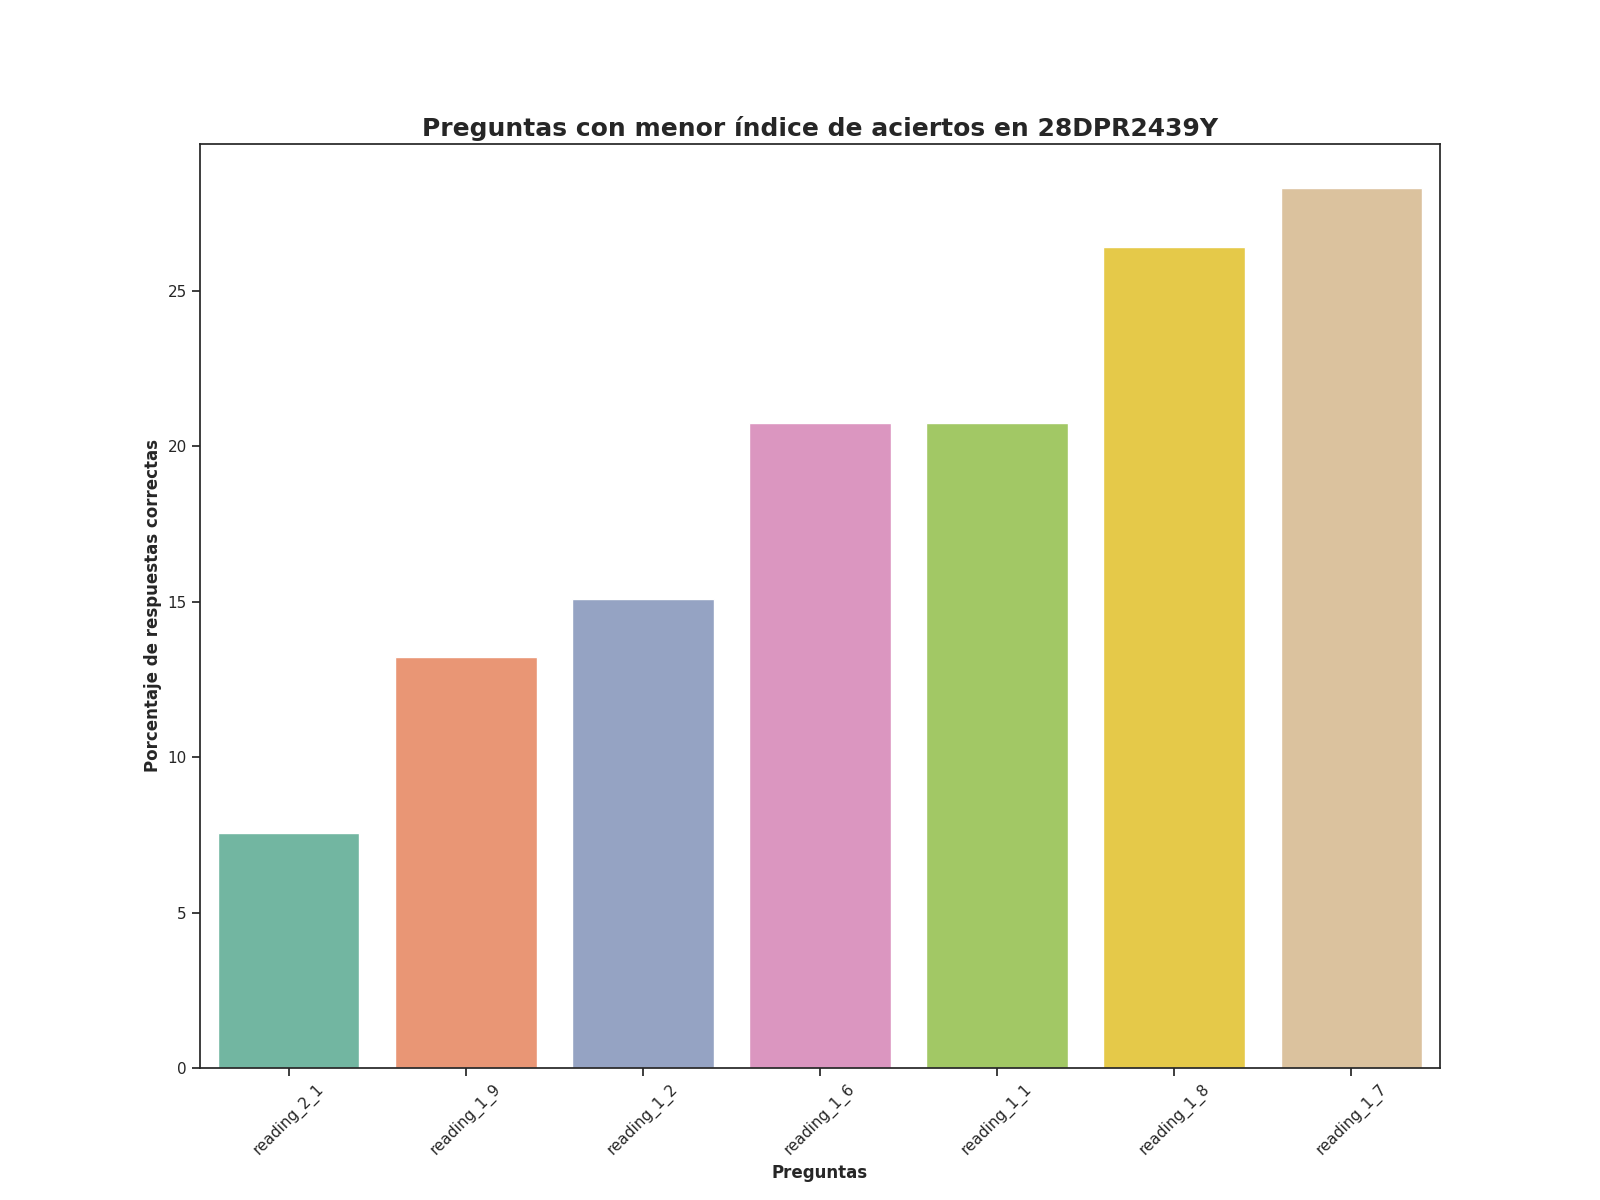 Preguntas con menor índice de aciertos en 28DPR2439Y
Porcentaje de respuestas correctas
25
20
15
10
5
0
reading_2_1
reading_1_9
reading_1_2
reading_1_6
reading_1_1
reading_1_8
reading_1_7
Preguntas